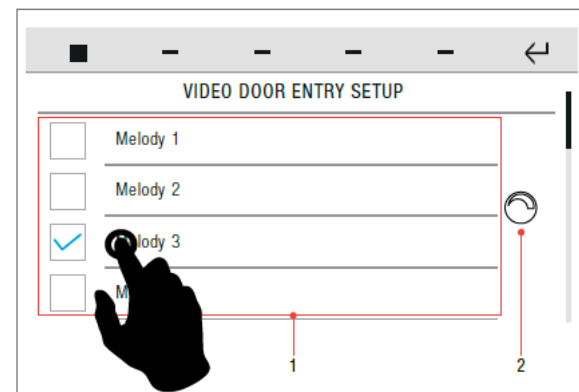 VIDEO DOOR ENTRY SETUP
Melody 1
Melody 2
lody 3
M
1
2